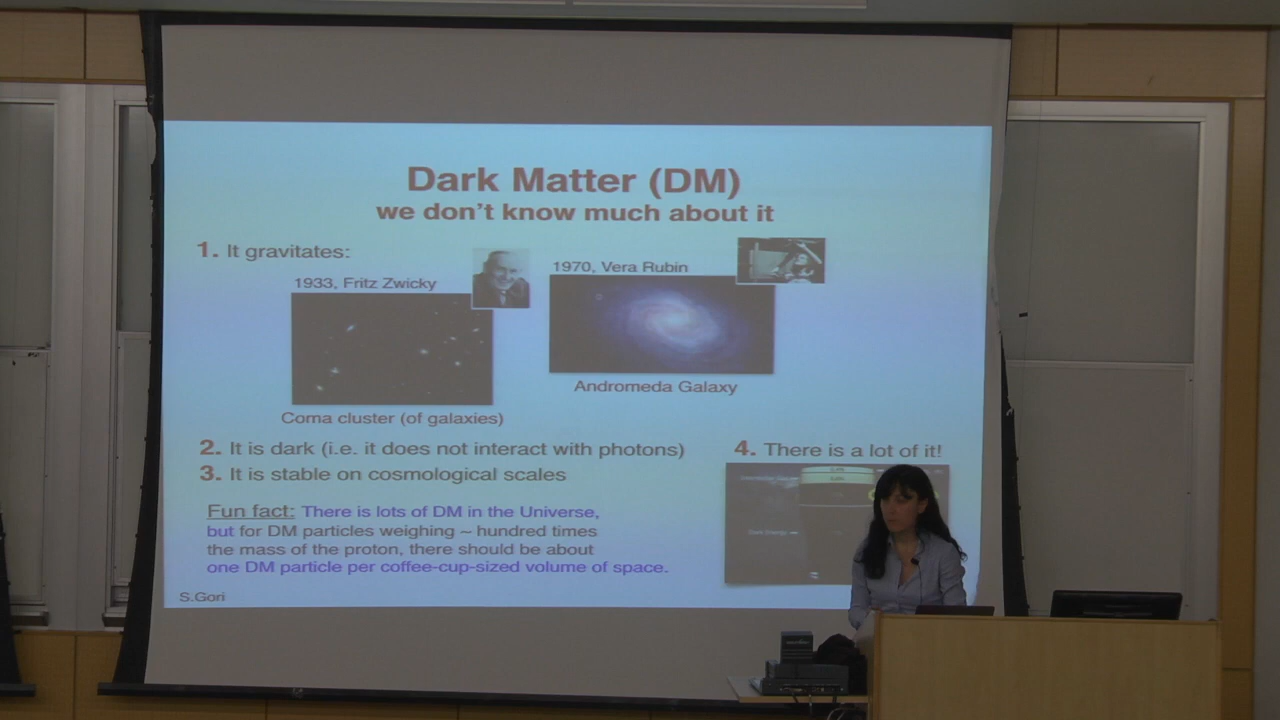 Dark Matter (DM)
we don't know much about it
1. It gravitates:
1933, Fritz Zwicky
1970, Vera Rubin
Andromeda Galaxy
Coma cluster (of galaxies)
2. It is dark (i.e. it does not interact with photons)
3. It is stable on cosmological scales
4. There is a lot of it!
Fun fact: There is lots of DM in the Universe,
but for DM particles weighing ~ hundred times
the mass of the proton, there should be about
one DM particle per coffee-cup-sized volume of space.
Dark Energy
S.Gori